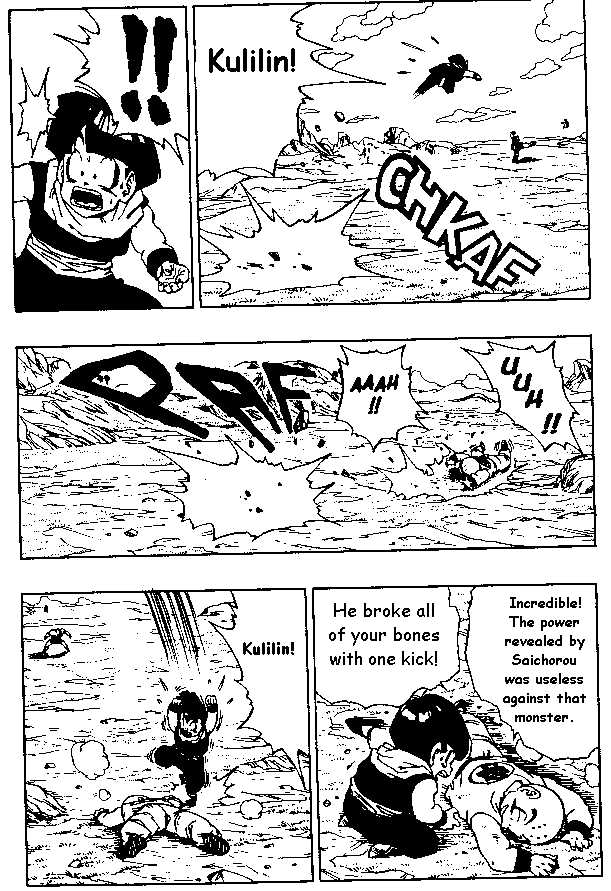 !!
Kulilin!
CHKAF
PAF
AAAH
!!
UUH
!!
Kulilin!
He broke all
of your bones
with one kick!
Incredible!
The power
revealed by
Saichorou
was useless
against that
monster.